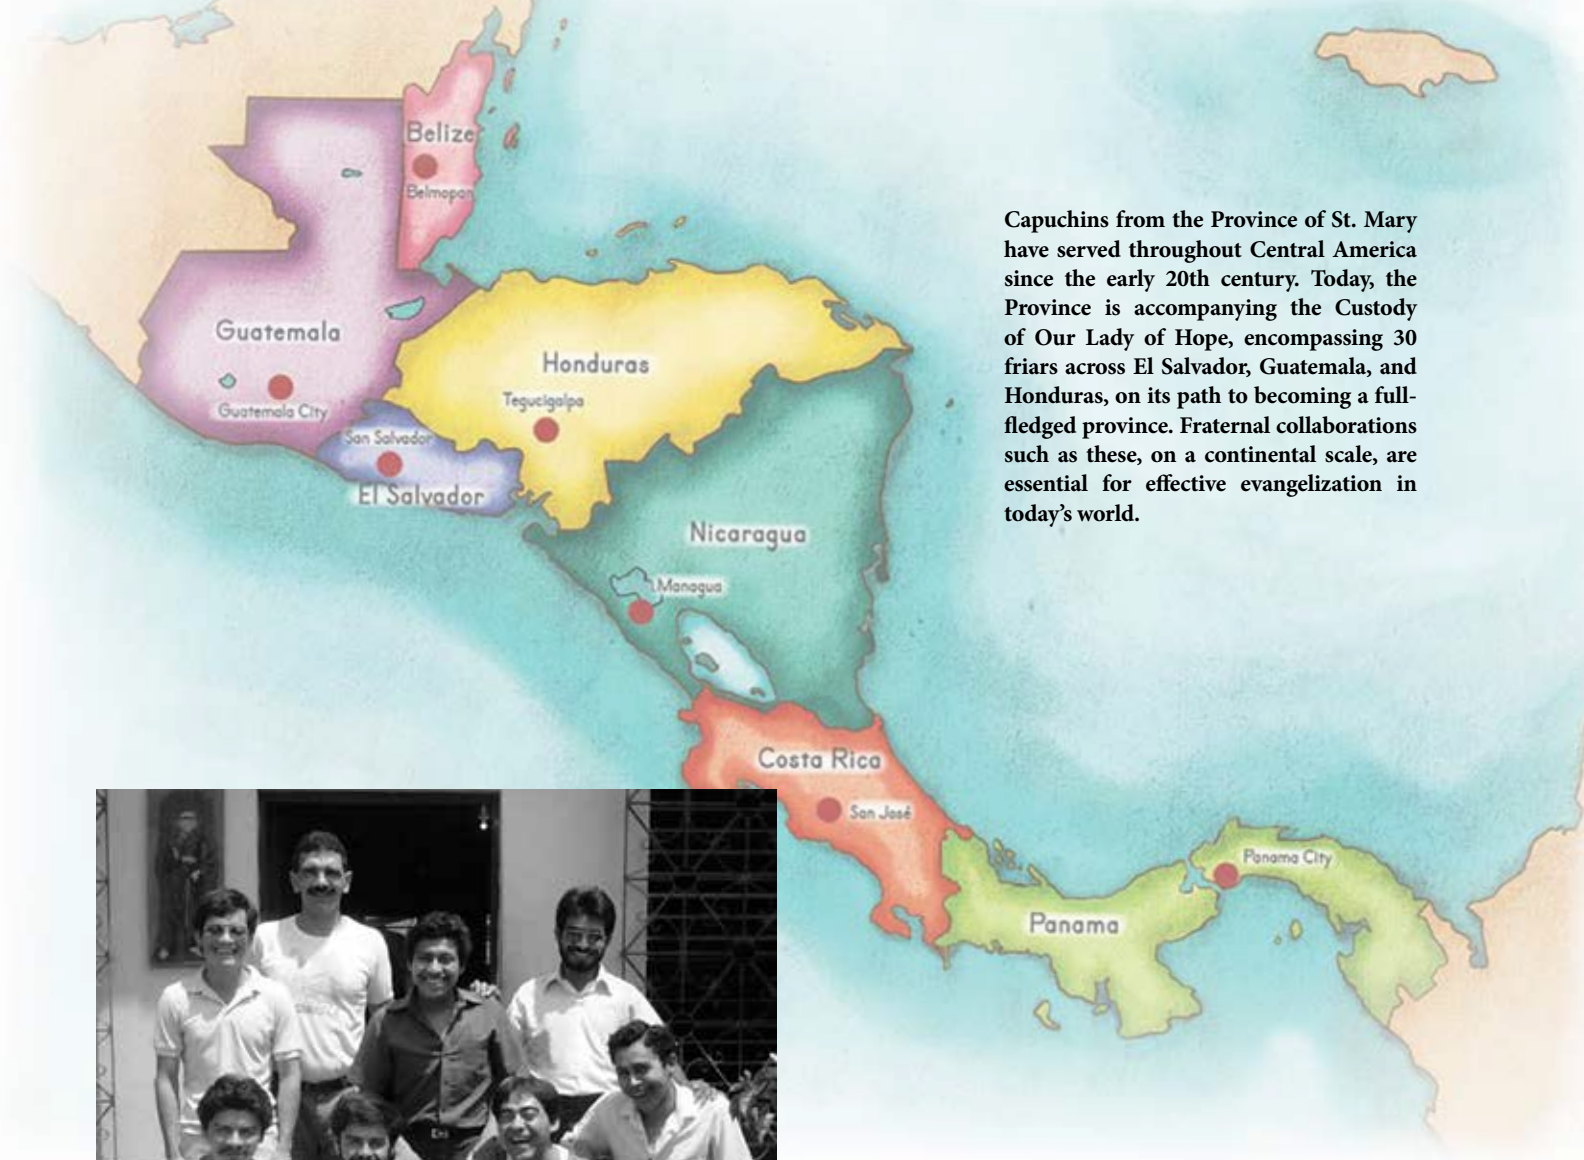 Belize
Belmopan
Guatemala
Guatemala City
Honduras
Tegucigalpa
San Salvador
El Salvador
Nicaragua
Managua
Costa Rica
San José
Panama City
Panama
Capuchins from the Province of St. Mary
have served throughout Central America
since the early 20th century. Today, the
Province is accompanying the Custody
of Our Lady of Hope, encompassing 30
friars across El Salvador, Guatemala, and
Honduras, on its path to becoming a full-
fledged province. Fraternal collaborations
such as these, on a continental scale, are
essential for effective evangelization in
today’s world.